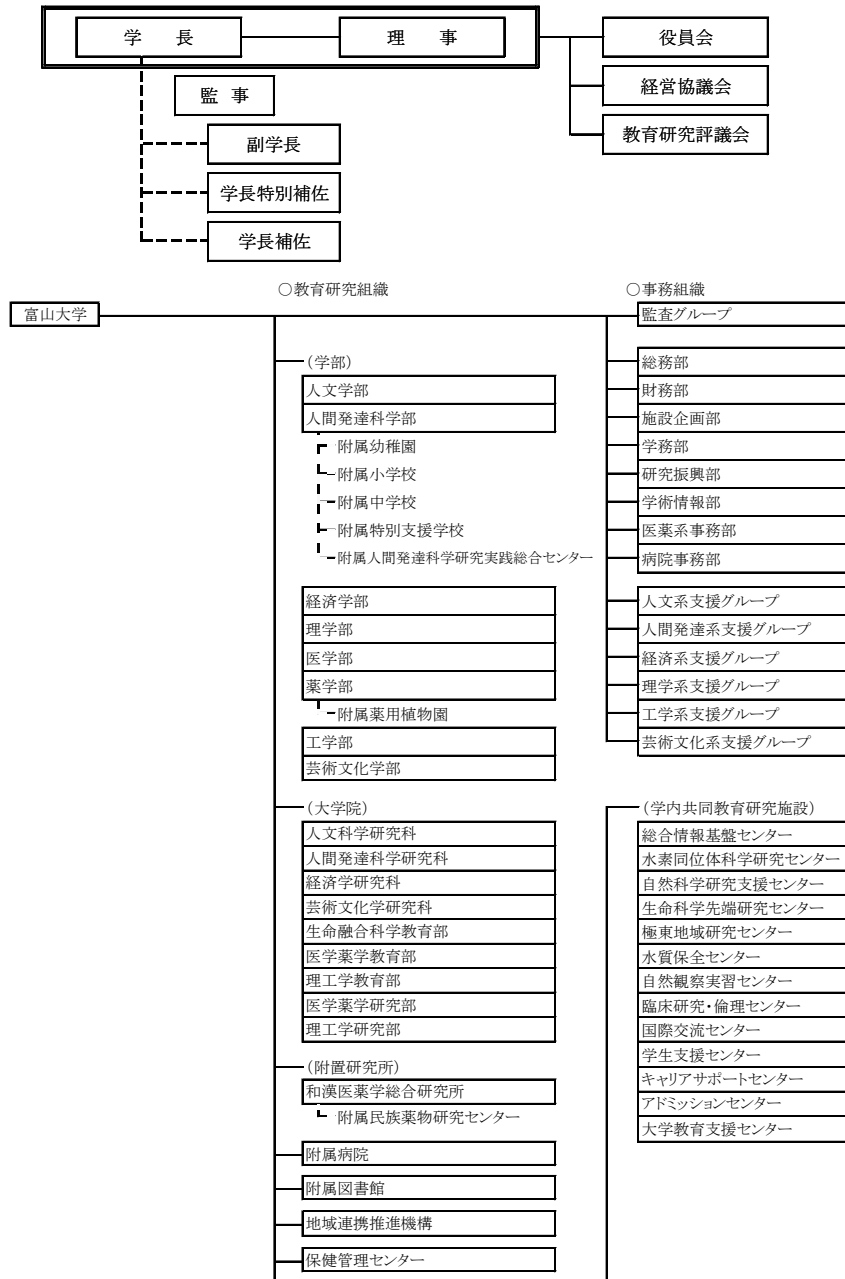 学　長
理　事
役員会
経営協議会
教育研究評議会
監 事
副学長
学長特別補佐
学長補佐
富山大学
○教育研究組織
（学部）
人文学部
人間発達科学部
附属幼稚園
附属小学校
附属中学校
附属特別支援学校
附属人間発達科学研究実践総合センター
経済学部
理学部
医学部
薬学部
附属薬用植物園
工学部
芸術文化学部
（大学院）
人文科学研究科
人間発達科学研究科
経済学研究科
芸術文化学研究科
生命融合科学教育部
医学薬学教育部
理工学教育部
医学薬学研究部
理工学研究部
（附置研究所）
和漢医薬学総合研究所
附属民族薬物研究センター
附属病院
附属図書館
地域連携推進機構
保健管理センター
○事務組織
監査グループ
総務部
財務部
施設企画部
学務部
研究振興部
学術情報部
医薬系事務部
病院事務部
人文系支援グループ
人間発達系支援グループ
経済系支援グループ
理学系支援グループ
工学系支援グループ
芸術文化系支援グループ
（学内共同教育研究施設）
総合情報基盤センター
水素同位体科学研究センター
自然科学研究支援センター
生命科学先端研究センター
極東地域研究センター
水質保全センター
自然観察実習センター
臨床研究・倫理センター
国際交流センター
学生支援センター
キャリアサポートセンター
アドミッションセンター
大学教育支援センター